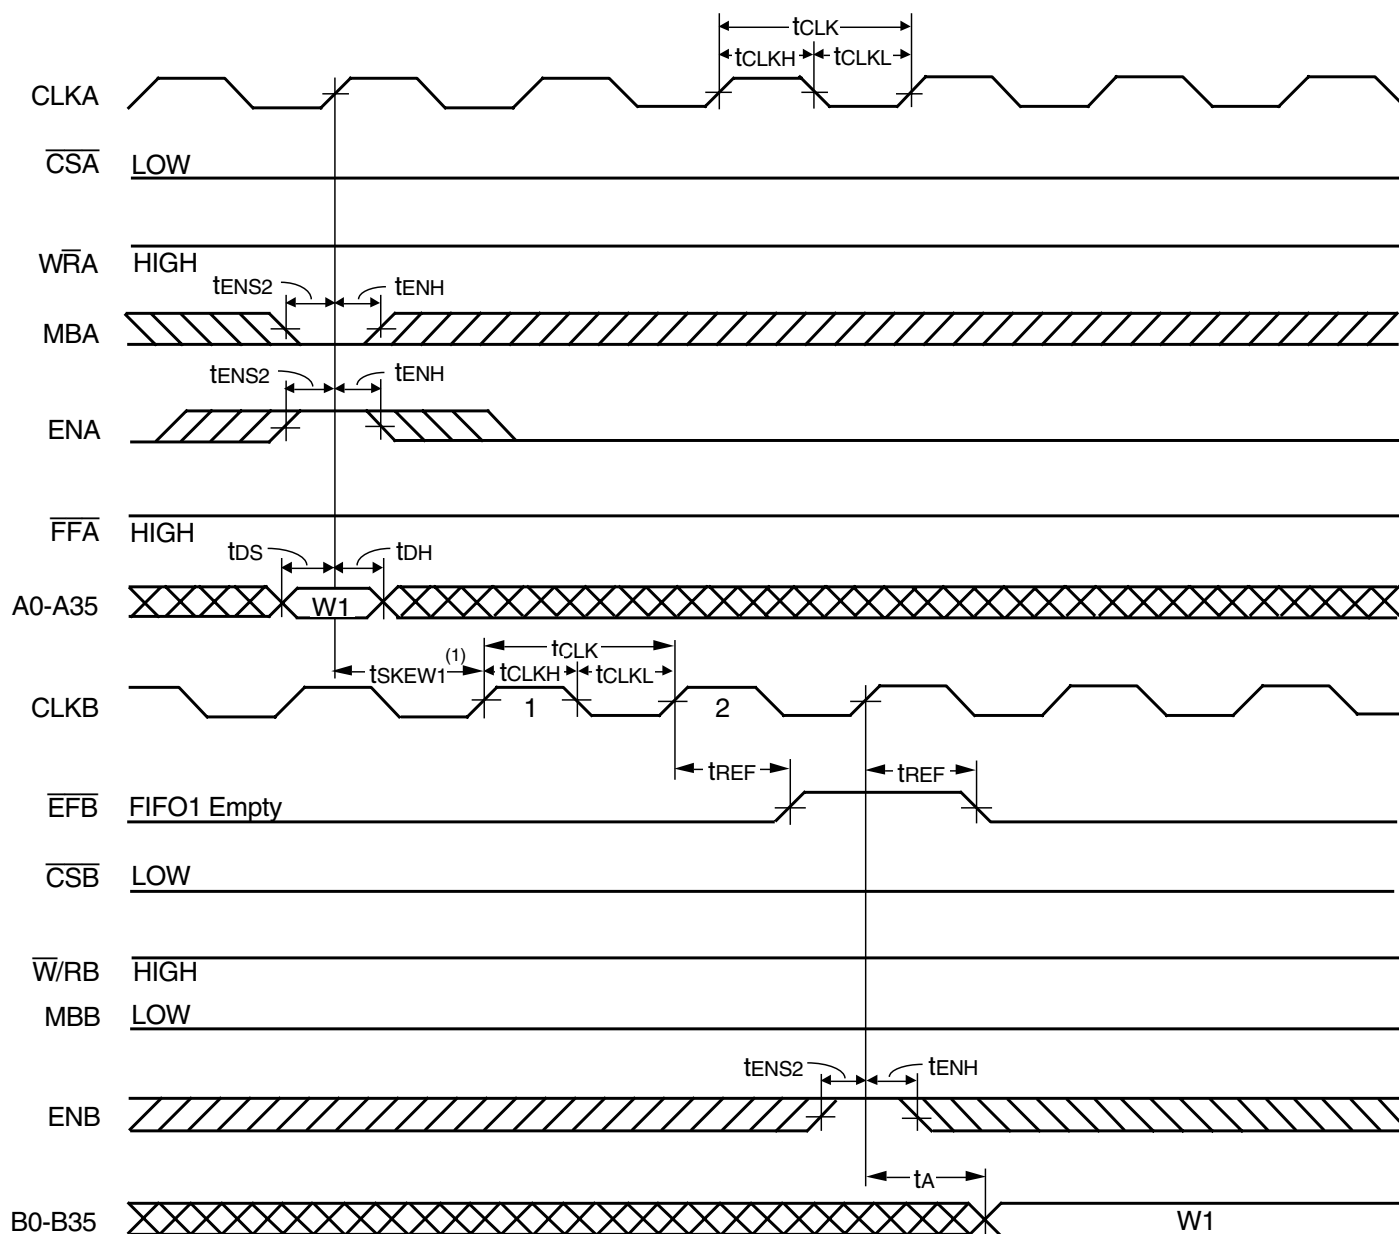 tCLK
tCLKH tCLKL
CLKA
CSA LOW
WRA HIGH
tENS2 tENH
MBA
tENS2 tENH
ENA
FFA HIGH
tDS tDH
A0-A35 W1
tSKEW1(1) tCLK
tCLKH tCLKL
CLKB 1 2
tREF tREF
EFB FIFO1 Empty
CSB LOW
W/RB HIGH
MBB LOW
tENS2 tENH
ENB
tA
B0-B35 W1